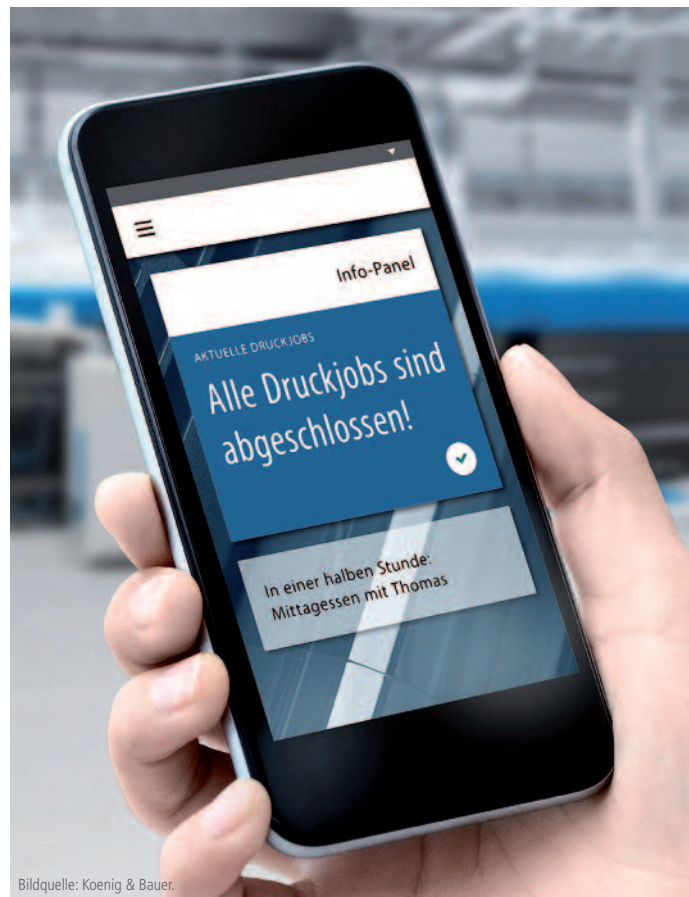 Info-Panel
AKTUELLE DRUCKJOBS
Alle Druckjobs sind
abgeschlossen!
In einer halben Stunde:
Mittagessen mit Thomas
Bildquelle: Koenig & Bauer.